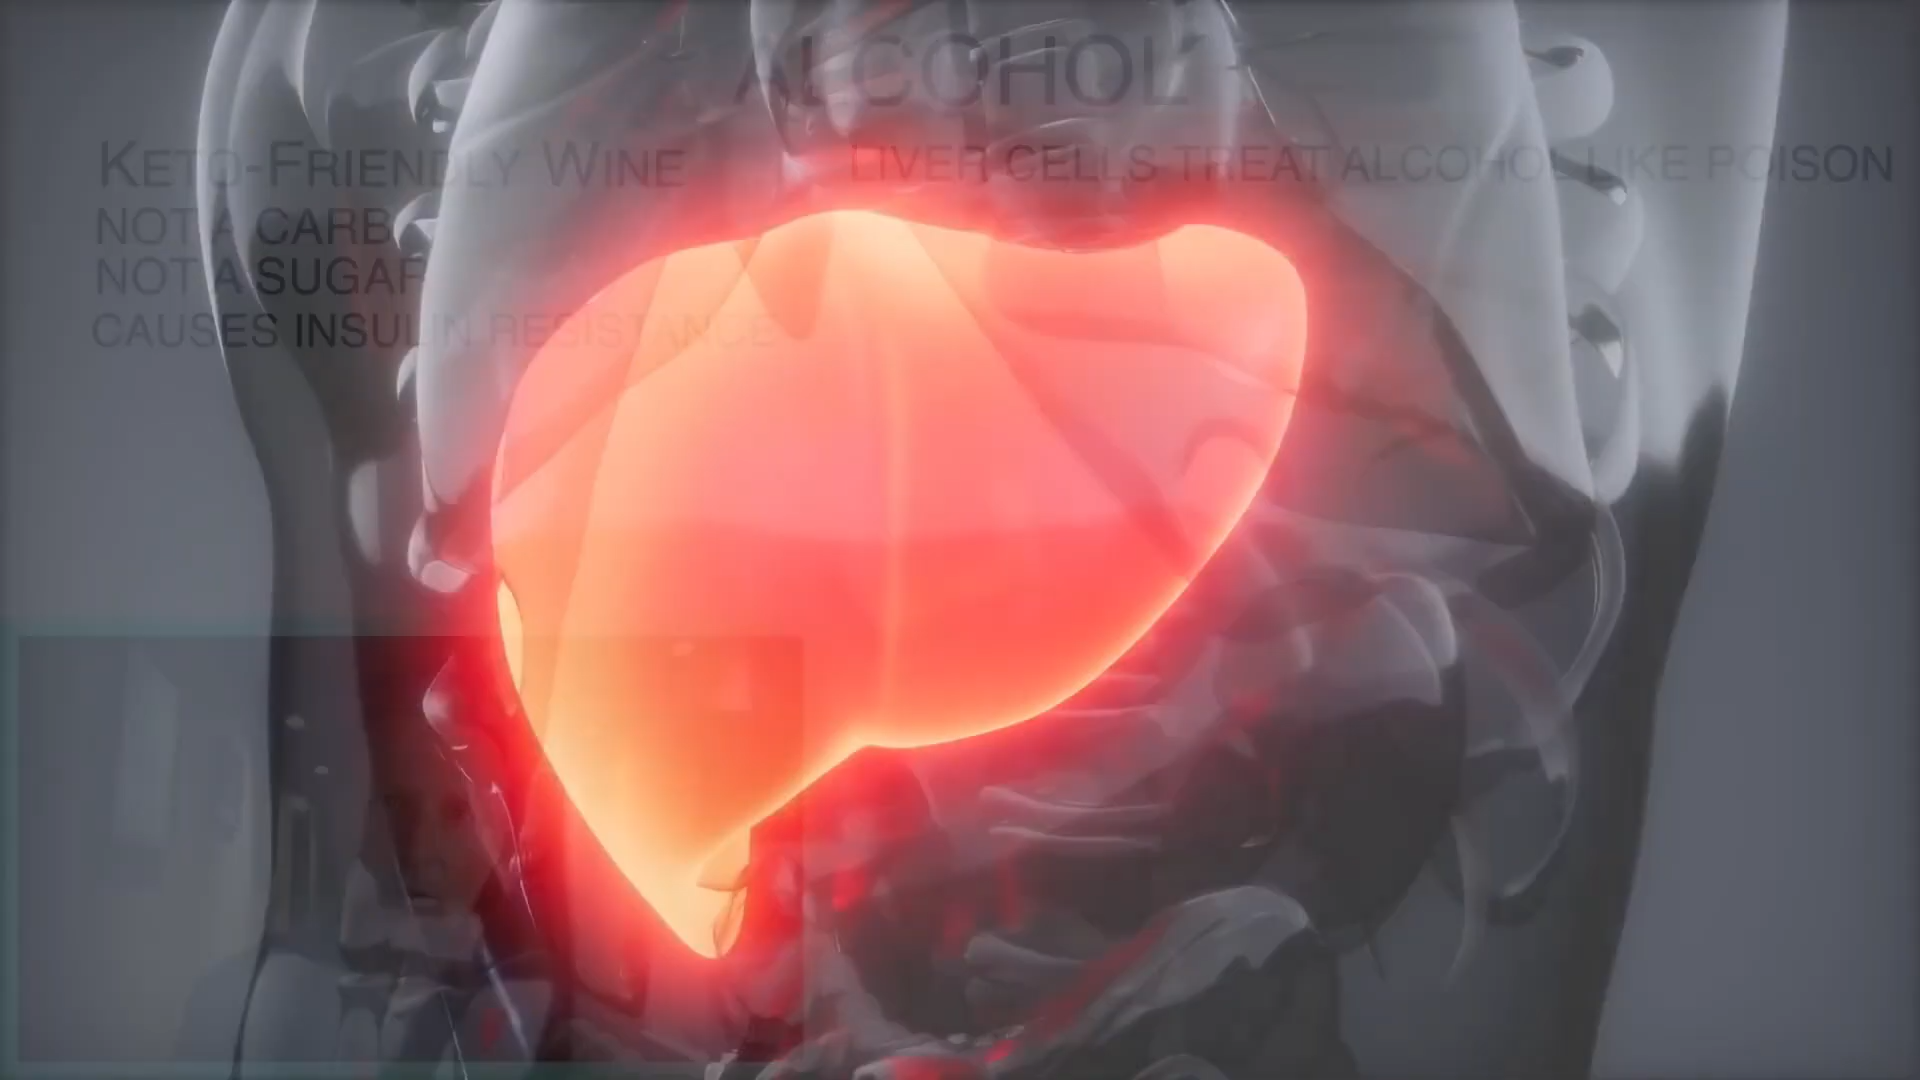 ALCOHOL
KETO-FRIENDLY WINE
LIVER CELLS TREAT ALCOHOL LIKE POISON
NOT A CARB
NOT A SUGAR
CAUSES INSULIN RESISTANCE